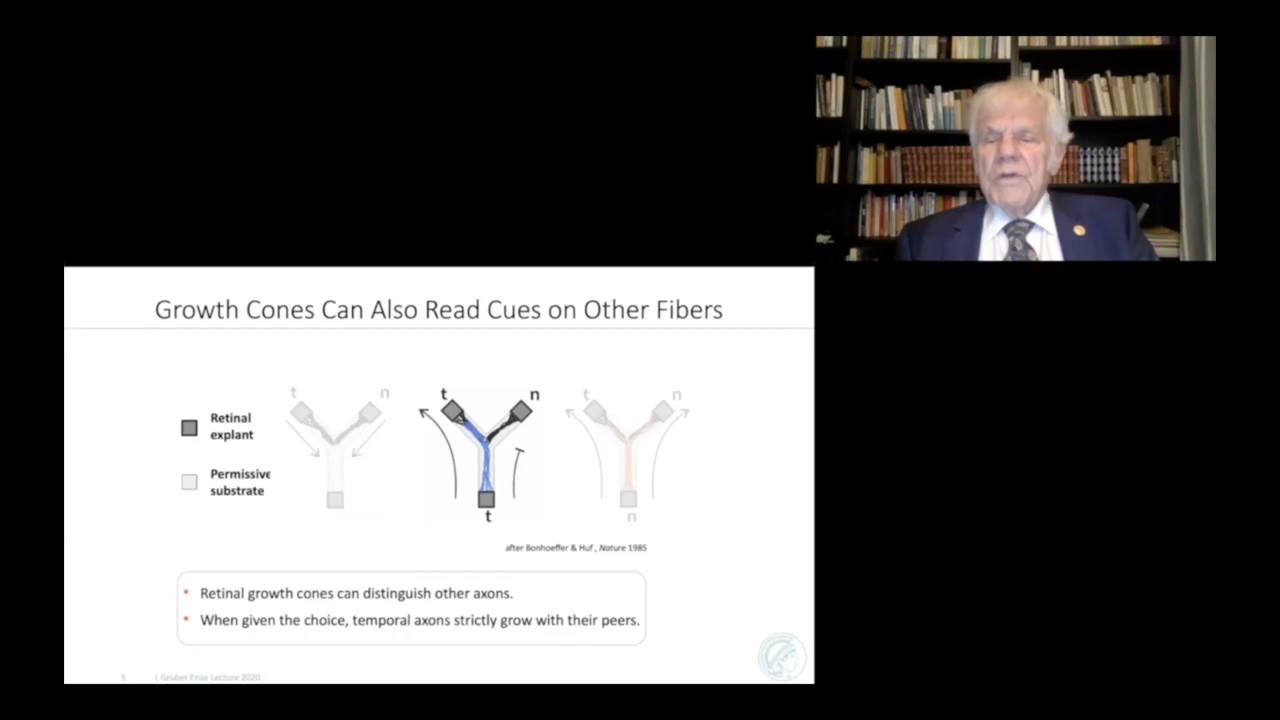 Growth Cones Can Also Read Cues on Other Fibers
t n t n t n
Retinal
explant
Permissive
substrate
t n
after Bonhoeffer & Huf, Nature 1985
• Retinal growth cones can distinguish other axons.
• When given the choice, temporal axons strictly grow with their peers.
5 | Gruber Prize Lecture 2020